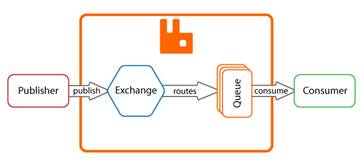 Publisher
publish
Exchange
routes
Queue
consume
Consumer